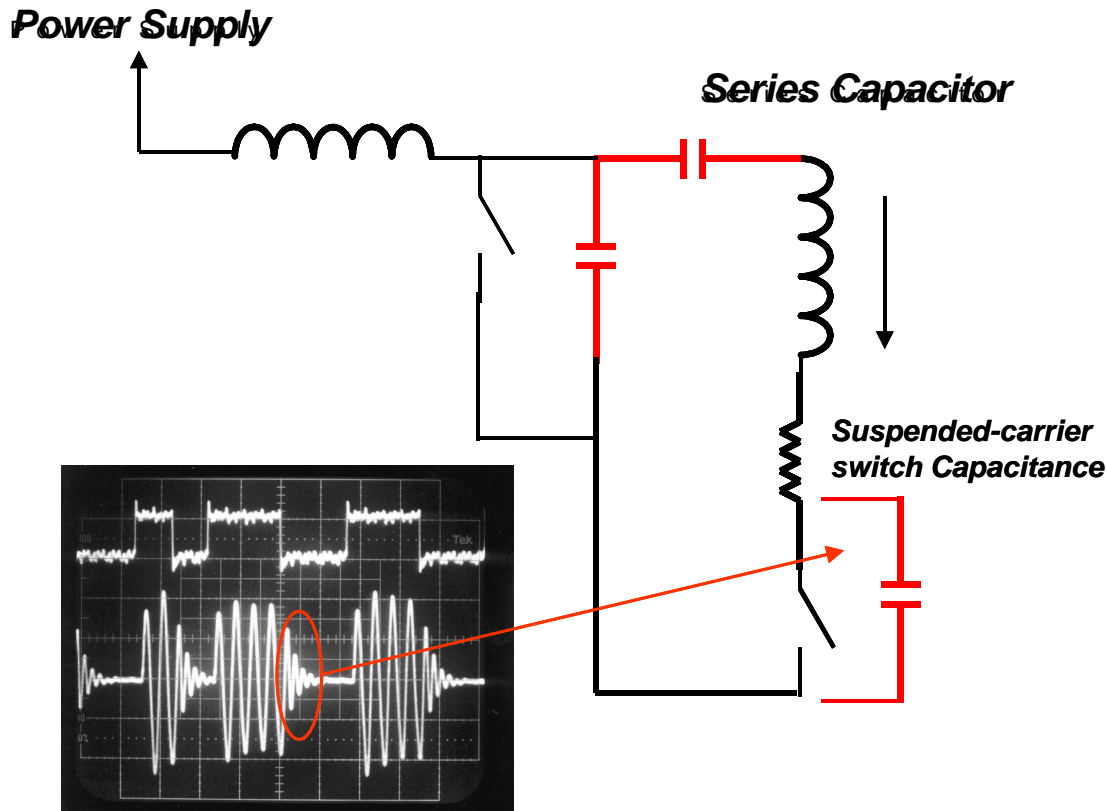 Power Supply
Series Capacitor
Suspended-carrier
switch Capacitance
Tek